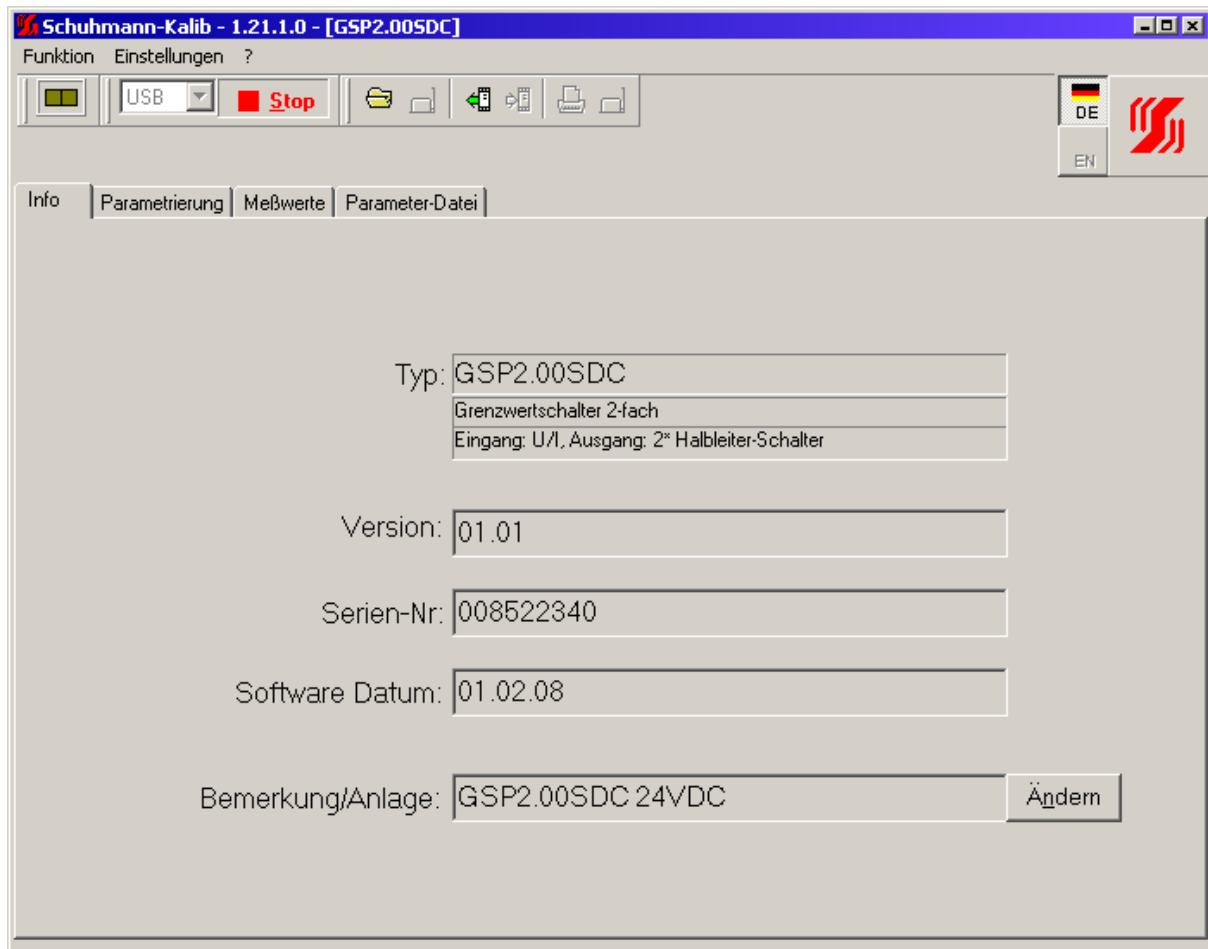 Schuhmann-Kalib - 1.21.1.0 - [GSP2.00SDC]
Funktion Einstellungen ?
USB Stop
DE
EN
Info Parametrierung Meßwerte Parameter-Datei
Typ: GSP2.00SDC
Grenzwertschalter 2-fach
Eingang: U/I, Ausgang: 2* Halbleiter-Schalter
Version: 01.01
Serien-Nr: 008522340
Software Datum: 01.02.08
Bemerkung/Anlage: GSP2.00SDC 24VDC Ändern